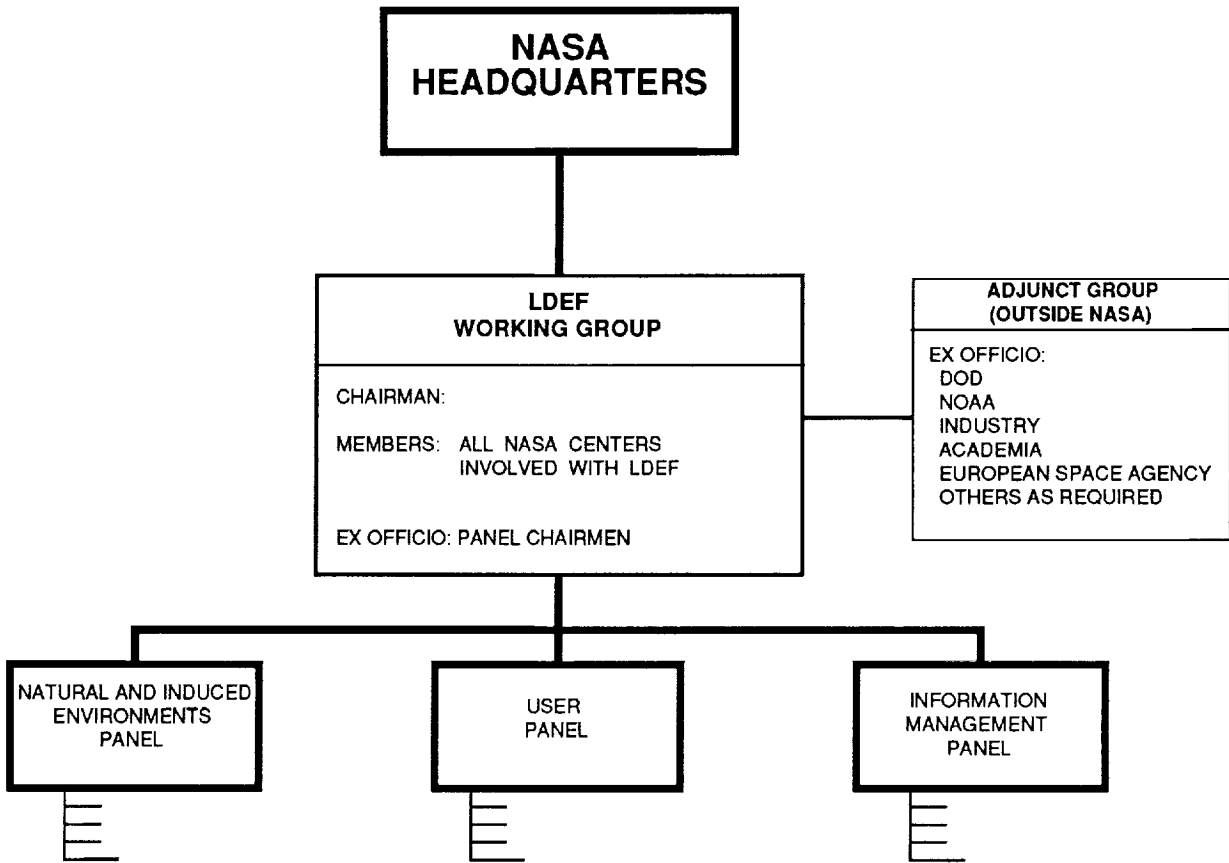 NASA
HEADQUARTERS
LDEF
WORKING GROUP
CHAIRMAN:
MEMBERS: ALL NASA CENTERS
INVOLVED WITH LDEF
EX OFFICIO: PANEL CHAIRMEN
ADJUNCT GROUP
(OUTSIDE NASA)
EX OFFICIO:
DOD
NOAA
INDUSTRY
ACADEMIA
EUROPEAN SPACE AGENCY
OTHERS AS REQUIRED
NATURAL AND INDUCED
ENVIRONMENTS
PANEL
USER
PANEL
INFORMATION
MANAGEMENT
PANEL